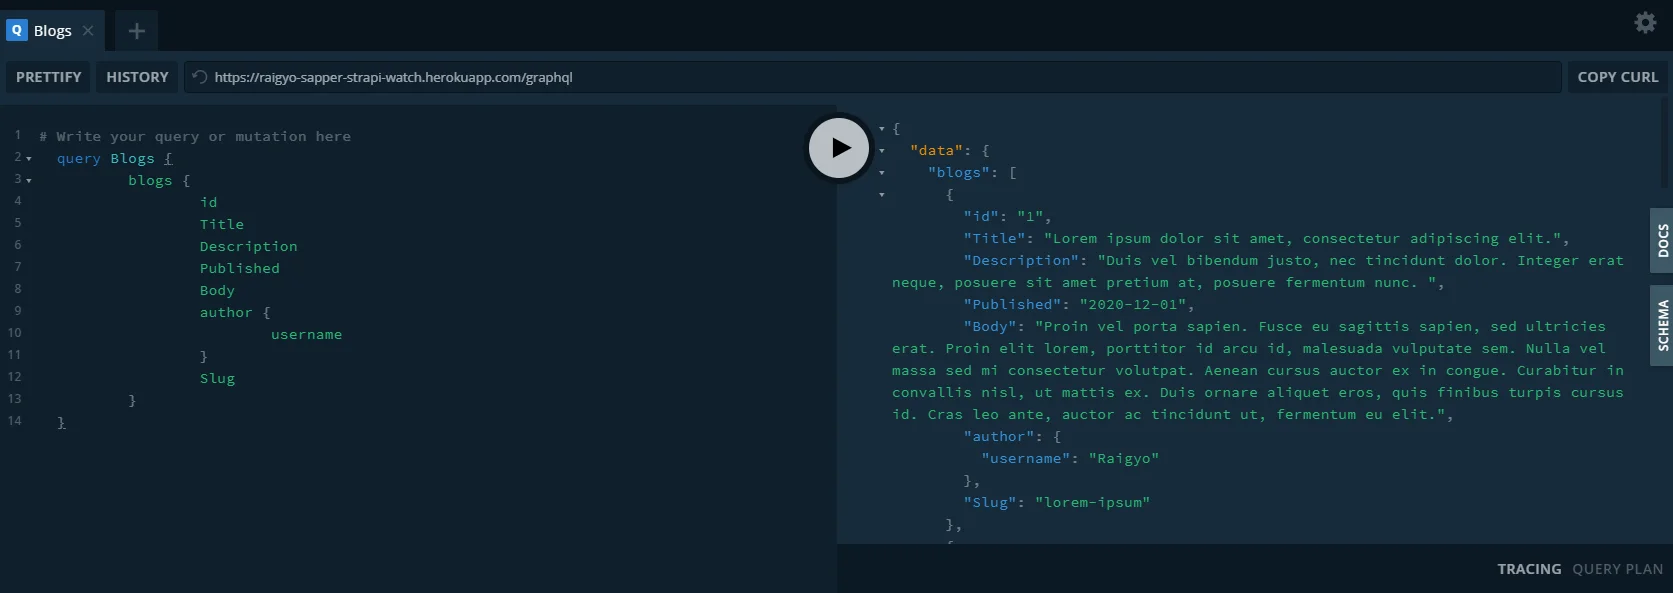 Q Blogs
PRETTIFY HISTORY https://raigyo-sapper-strapi-watch.herokuapp.com/graphql COPY CURL
1 # Write your query or mutation here
2 query Blogs {
3 blogs {
4 id
5 Title
6 Description
7 Published
8 Body
9 author {
10 username
11 }
12 Slug
13 }
14 }
{
"data": {
"blogs": [
{
"id": "1",
"Title": "Lorem ipsum dolor sit amet, consectetur adipiscing elit.",
"Description": "Duis vel bibendum justo, nec tincidunt dolor. Integer erat
neque, posuere sit amet pretium at, posuere fermentum nunc. ",
"Published": "2020-12-01",
"Body": "Proin vel porta sapien. Fusce eu sagittis sapien, sed ultricies
erat. Proin elit lorem, porttitor id arcu id, malesuada vulputate sem. Nulla vel
massa sed mi consectetur volutpat. Aenean cursus auctor ex in congue. Curabitur in
convallis nisl, ut mattis ex. Duis ornare aliquet eros, quis finibus turpis cursus
id. Cras leo ante, auctor ac tincidunt ut, fermentum eu elit.",
"author": {
"username": "Raigyo"
},
"Slug": "lorem-ipsum"
},
DOCS
SCHEMA
TRACING QUERY PLAN